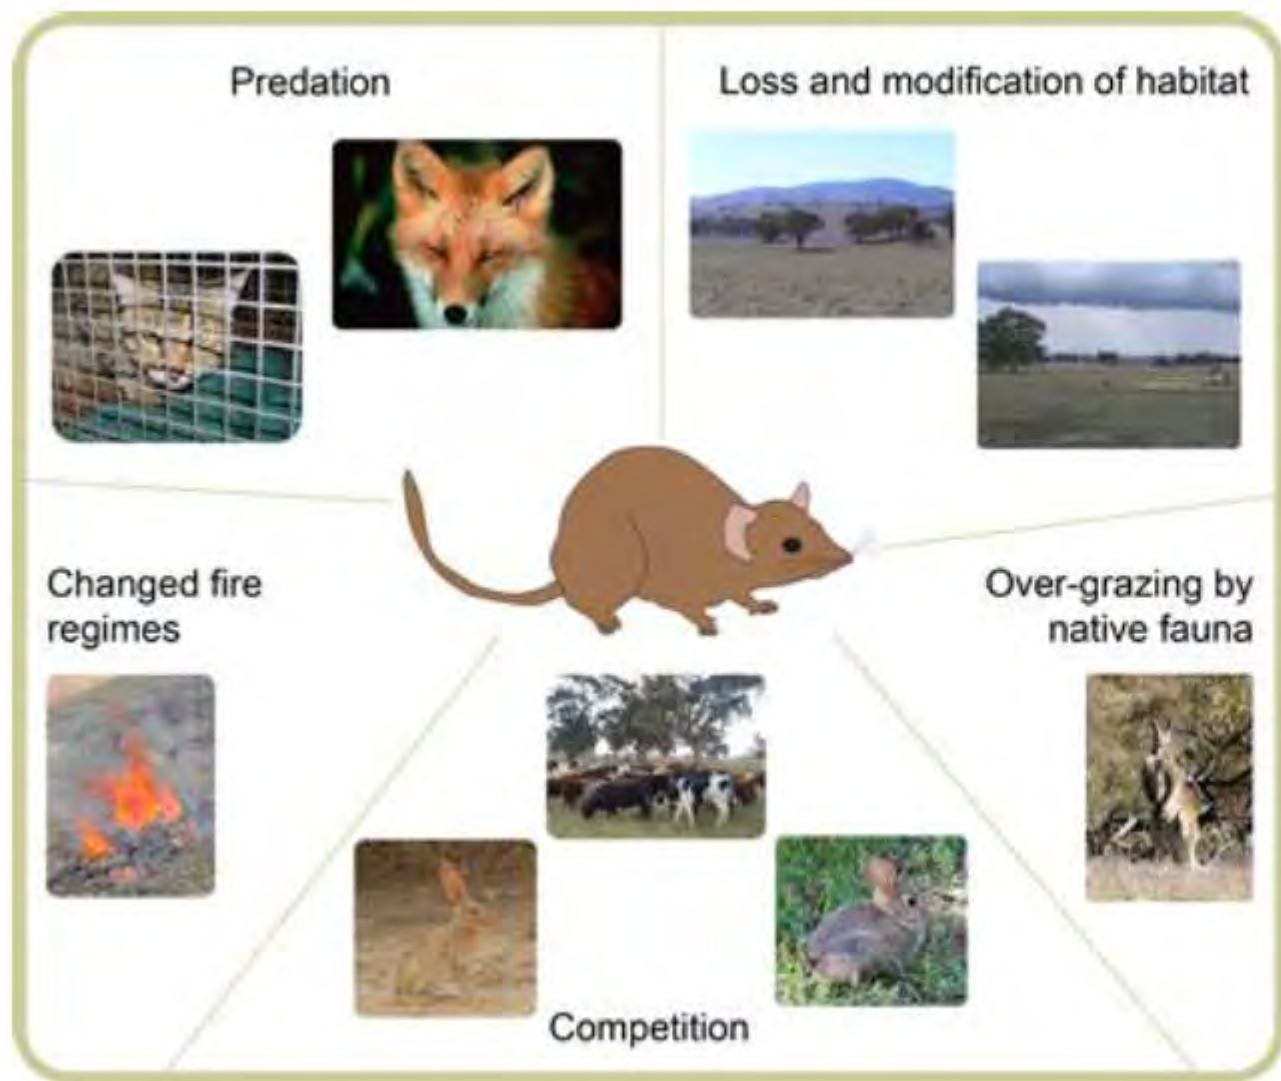 Predation
Loss and modification of habitat
Changed fire
regimes
Over-grazing by
native fauna
Competition